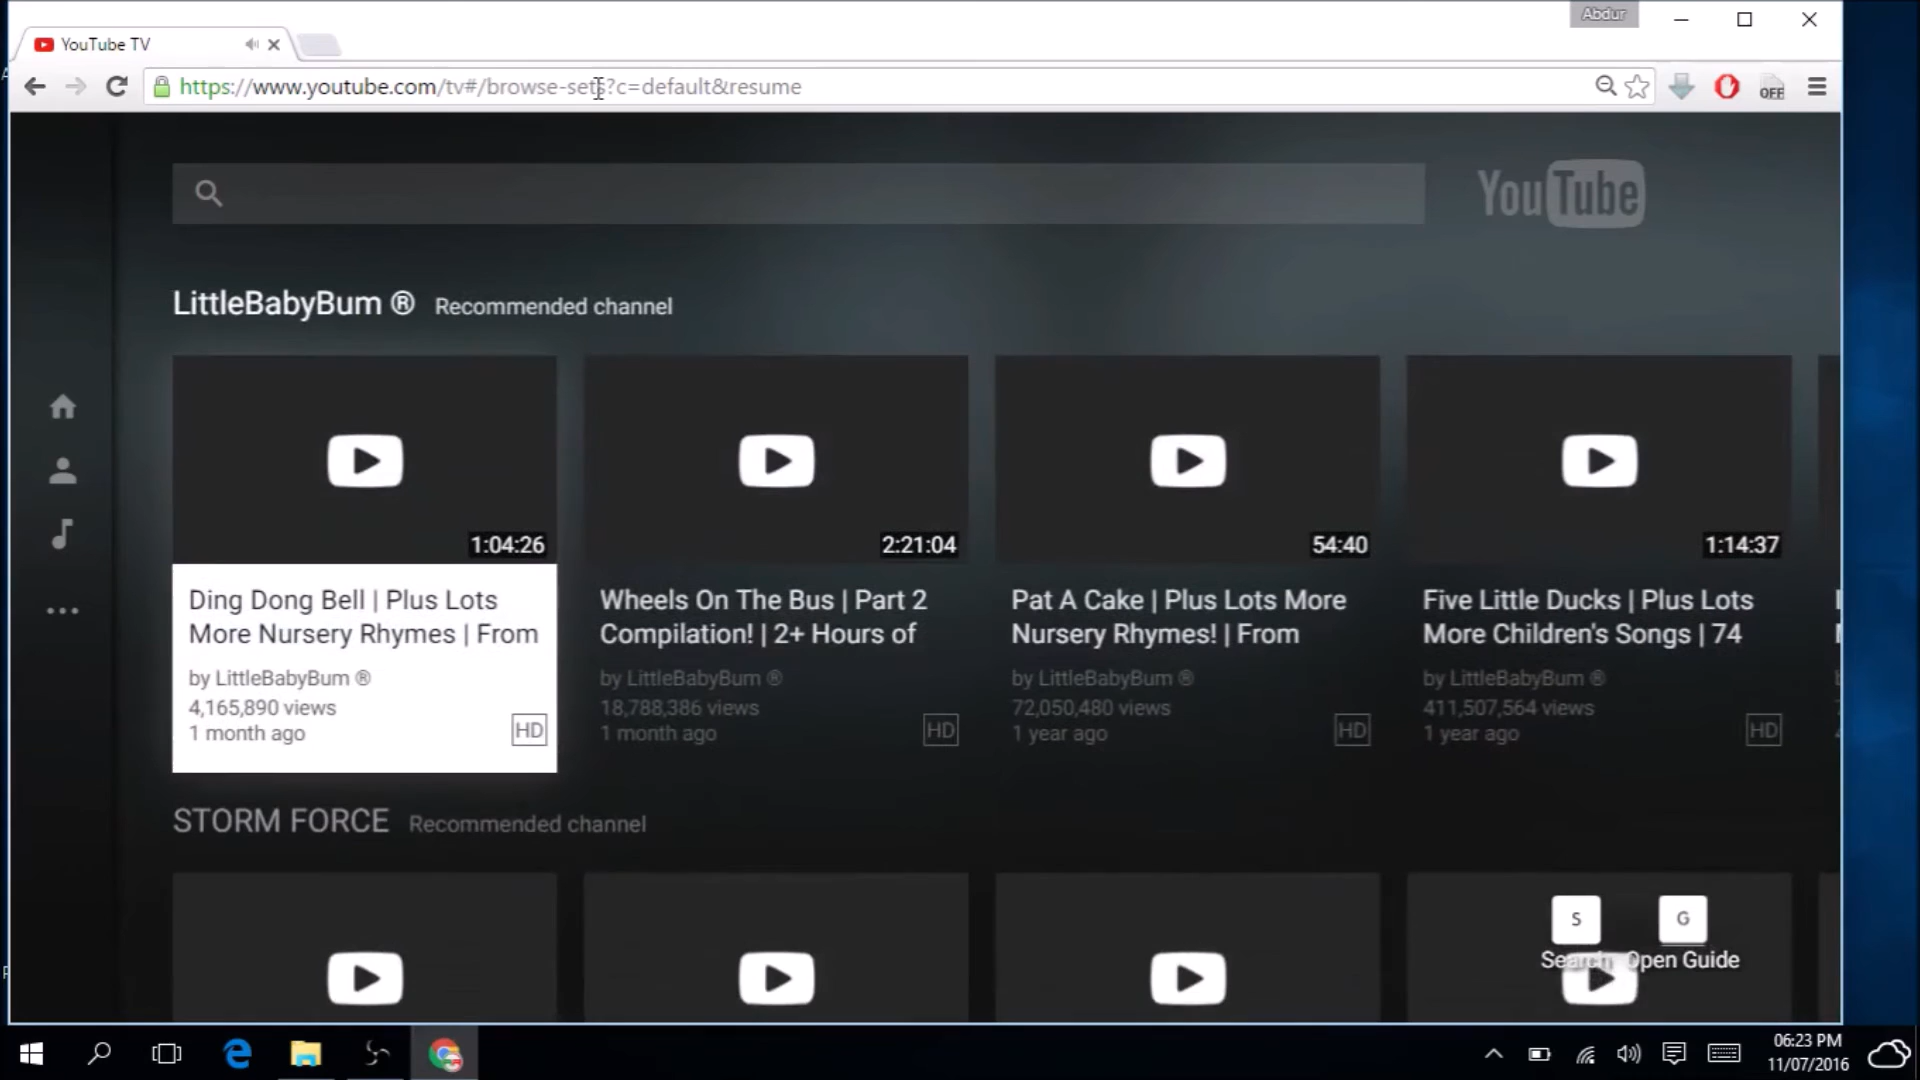 Abdur
YouTube TV
https://www.youtube.com/tv#/browse-sets?c=default&resume
OFF
YouTube
LittleBabyBum ® Recommended channel
1:04:26
2:21:04
54:40
1:14:37
Ding Dong Bell | Plus Lots
More Nursery Rhymes | From
by LittleBabyBum ®
4,165,890 views
1 month ago
HD
Wheels On The Bus | Part 2
Compilation! | 2+ Hours of
by LittleBabyBum ®
18,788,386 views
1 month ago
HD
Pat A Cake | Plus Lots More
Nursery Rhymes! | From
by LittleBabyBum ®
72,050,480 views
1 year ago
HD
Five Little Ducks | Plus Lots
More Children's Songs | 74
by LittleBabyBum ®
411,507,564 views
1 year ago
HD
STORM FORCE Recommended channel
S
G
Search
Open Guide
06:23 PM
11/07/2016